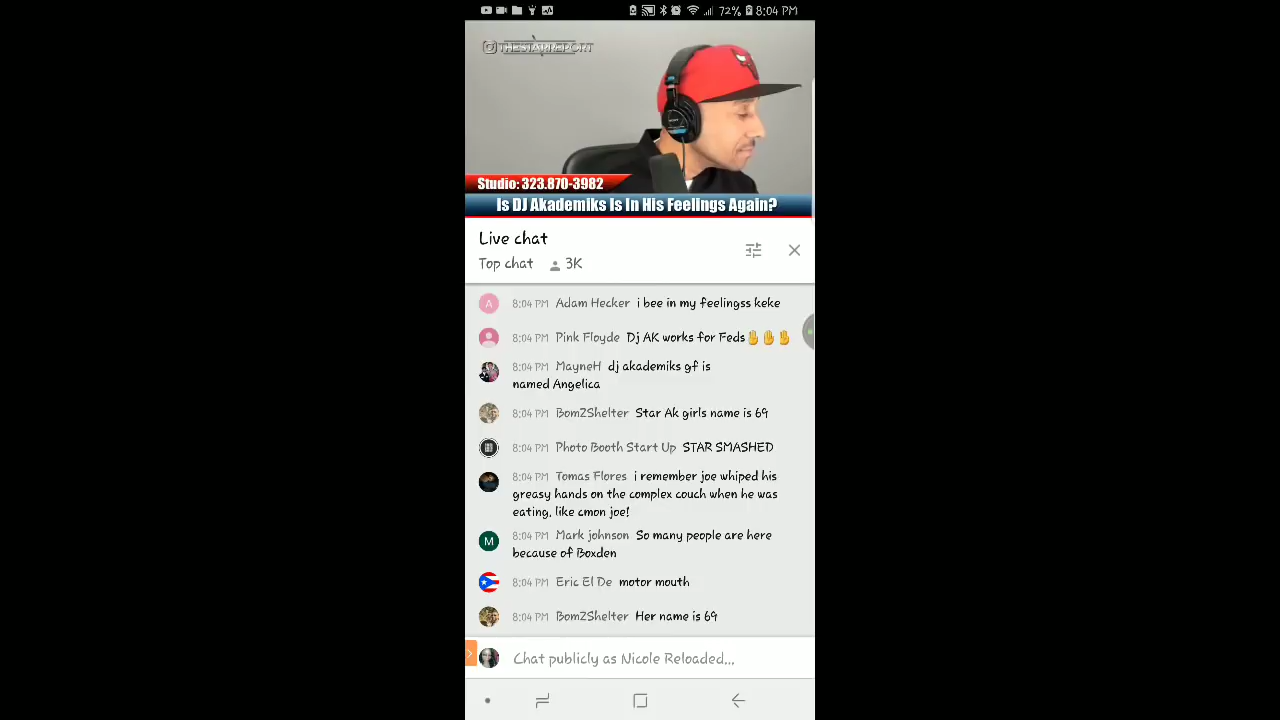 72% 8:04 PM
THESTARREPORT
SONY
Studio: 323.870-3982
Is DJ Akademiks Is In His Feelings Again?
Live chat
Top chat 3K
A 8:04 PM Adam Hecker i bee in my feelingss keke
8:04 PM Pink Floyde Dj AK works for Feds✋✋✋
8:04 PM MayneH dj akademiks gf is
named Angelica
8:04 PM BomZShelter Star Ak girls name is 69
8:04 PM Photo Booth Start Up STAR SMASHED
8:04 PM Tomas Flores i remember joe whiped his
greasy hands on the complex couch when he was
eating, like cmon joe!
M 8:04 PM Mark johnson So many people are here
because of Boxden
8:04 PM Eric El De motor mouth
8:04 PM BomZShelter Her name is 69
Chat publicly as Nicole Reloaded...